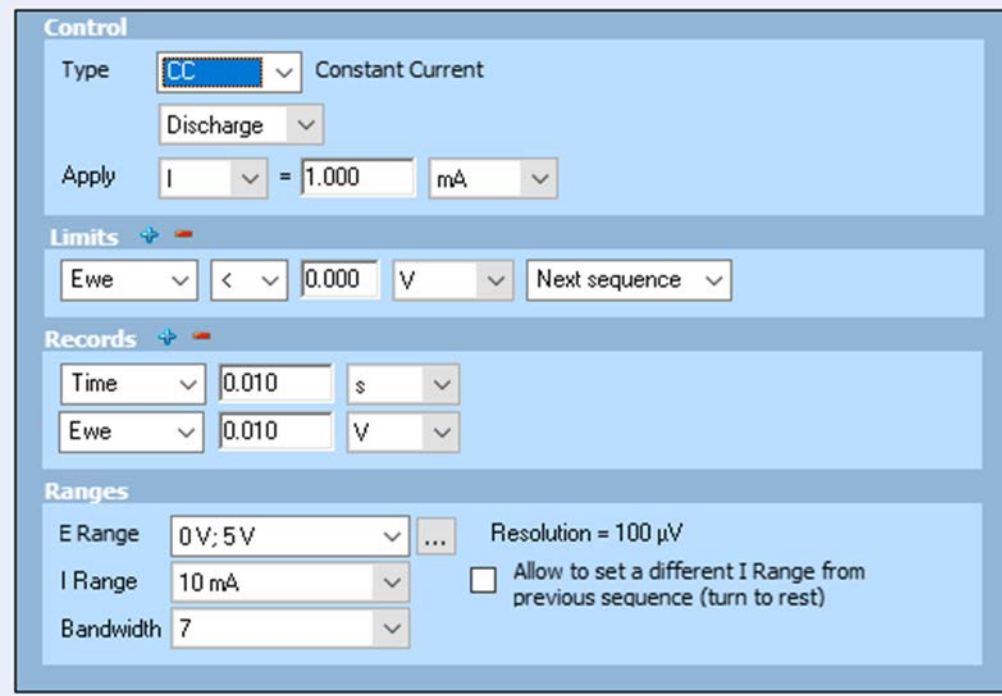 Control
Type CC Constant Current
Discharge
Apply I = 1.000 mA
Limits
Ewe < 0.000 V Next sequence
Records
Time 0.010 s
Ewe 0.010 V
Ranges
E Range 0 V; 5 V ... Resolution = 100 µV
I Range 10 mA Allow to set a different I Range from
previous sequence (turn to rest)
Bandwidth 7